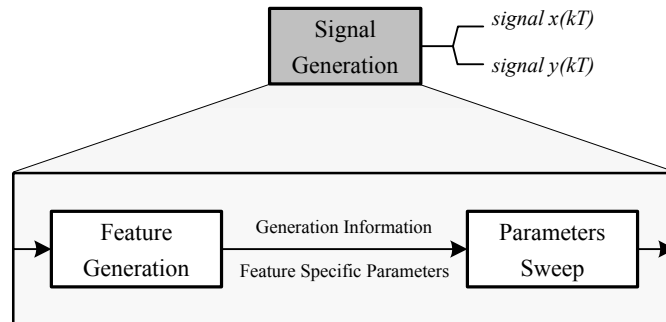 Signal
Generation
signal x(kT)
signal y(kT)
Feature
Generation
Generation Information
Feature Specific Parameters
Parameters
Sweep